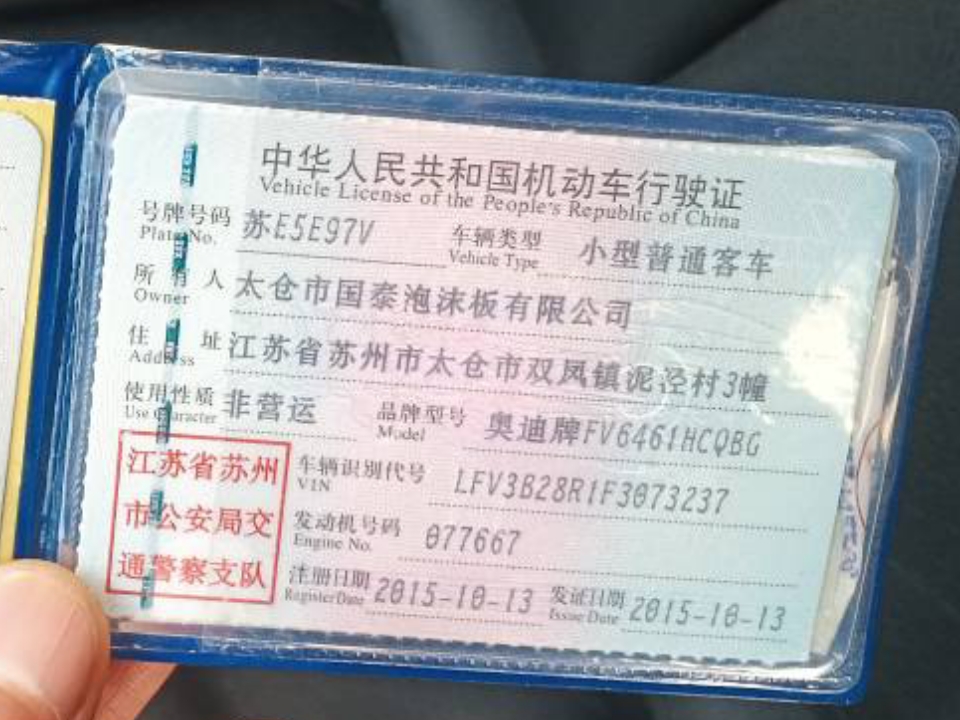 中华人民共和国机动车行驶证
Vehicle License of the People's Republic of China
号牌号码 苏E5E97V 车辆类型 小型普通客车
Plate No. Vehicle Type
所有人 太仓市国泰泡沫板有限公司
Owner
住址 江苏省苏州市太仓市双凤镇泥泾村3幢
Address
使用性质 非营运 品牌型号 奥迪牌FV6461HCQBG
Use Character Model
江苏省苏州
市公安局交
通警察支队
车辆识别代号 LFV3B28R1F3073237
VIN
发动机号码 077667
Engine No.
注册日期 2015-10-13 发证日期 2015-10-13
Register Date Issue Date